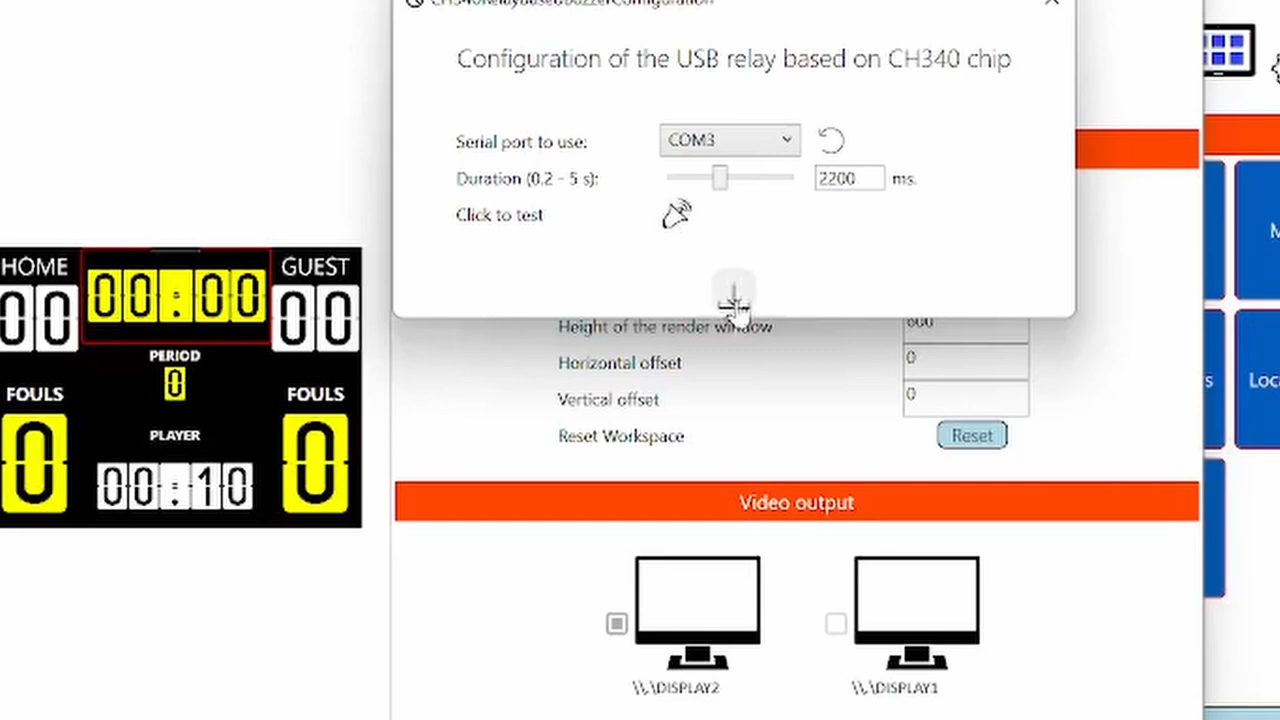 CH340RelayBasedBuzzerConfiguration
Configuration of the USB relay based on CH340 chip
Serial port to use:
COM3
Duration (0.2 - 5 s):
2200
ms.
Click to test
HOME
00:00
GUEST
00
00
PERIOD
0
FOULS
FOULS
0
0
PLAYER
00:10
Height of the render window
600
Horizontal offset
0
Vertical offset
0
Reset Workspace
Reset
Video output
\\.\DISPLAY2
\\.\DISPLAY1